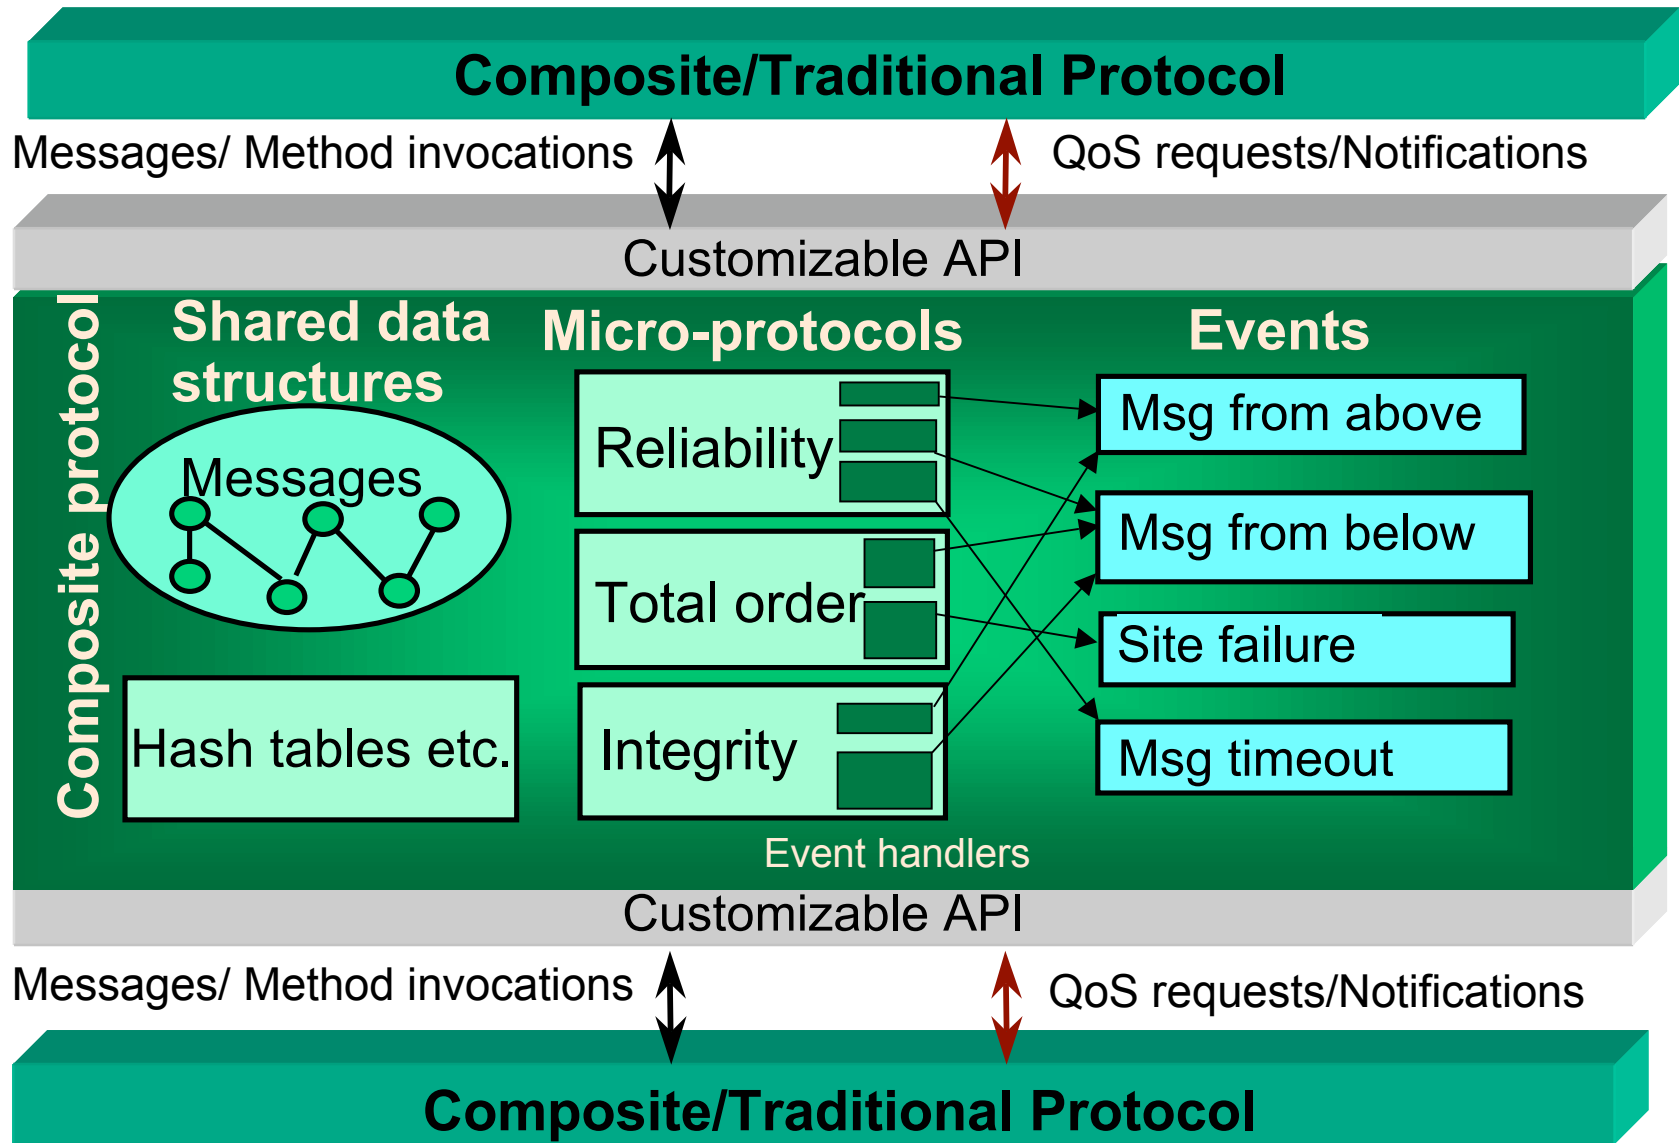 Composite/Traditional Protocol
Messages/ Method invocations
QoS requests/Notifications
Customizable API
Composite protocol
Shared data
structures
Messages
Hash tables etc.
Micro-protocols
Reliability
Total order
Integrity
Event handlers
Events
Msg from above
Msg from below
Site failure
Msg timeout
Customizable API
Messages/ Method invocations
QoS requests/Notifications
Composite/Traditional Protocol